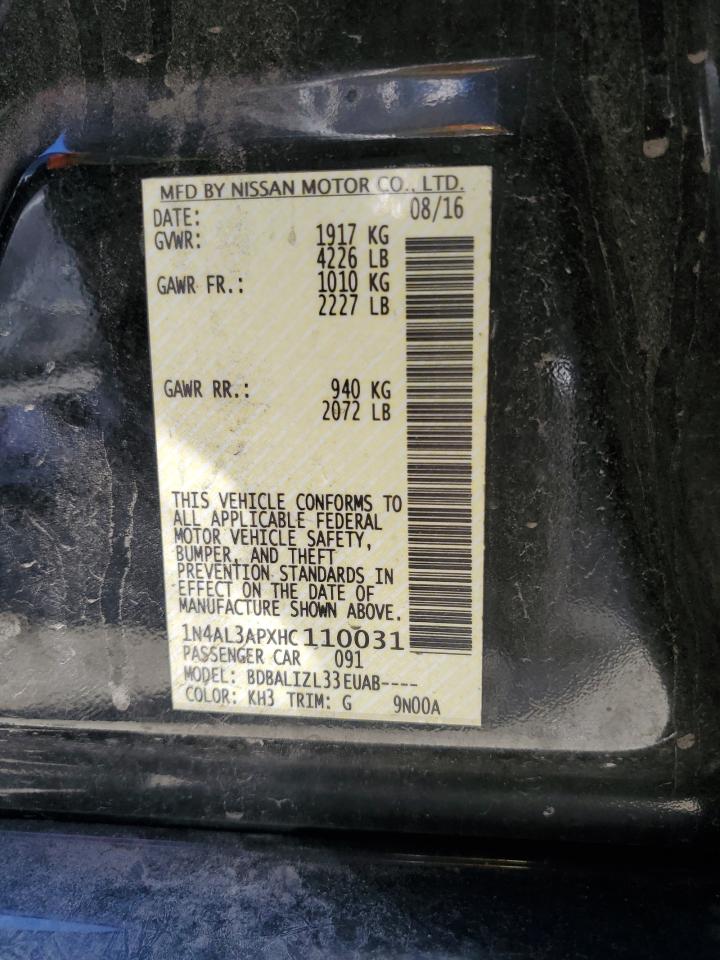 MFD BY NISSAN MOTOR CO., LTD.
DATE: 08/16
GVWR: 1917 KG
4226 LB
GAWR FR.: 1010 KG
2227 LB
GAWR RR.: 940 KG
2072 LB
THIS VEHICLE CONFORMS TO
ALL APPLICABLE FEDERAL
MOTOR VEHICLE SAFETY,
BUMPER, AND THEFT
PREVENTION STANDARDS IN
EFFECT ON THE DATE OF
MANUFACTURE SHOWN ABOVE.
1N4AL3APXHC110031
PASSENGER CAR 091
MODEL: BDBALIZL33EUAB----
COLOR: KH3 TRIM: G 9N00A